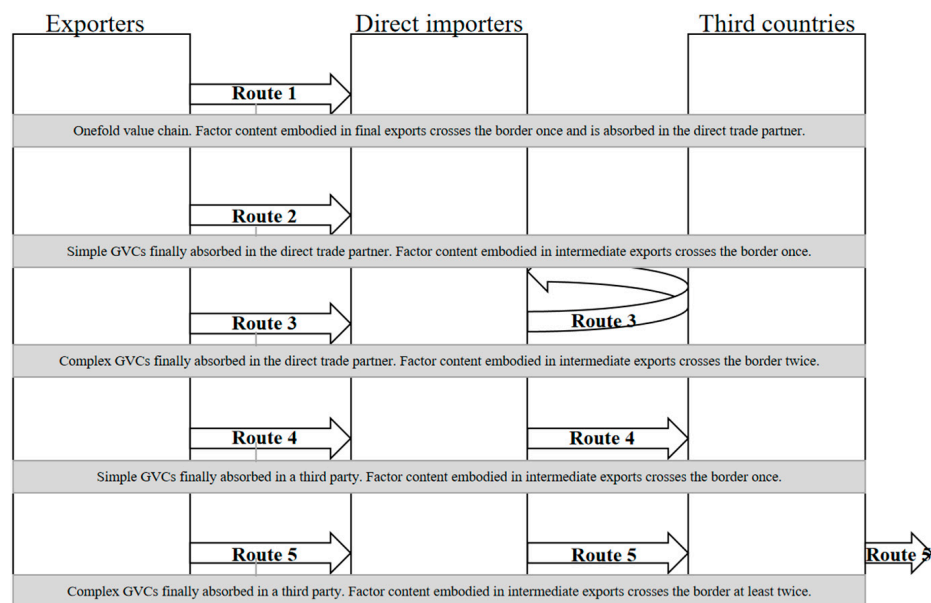 Exporters Direct importers Third countries
Route 1
Onefold value chain. Factor content embodied in final exports crosses the border once and is absorbed in the direct trade partner.
Route 2
Simple GVCs finally absorbed in the direct trade partner. Factor content embodied in intermediate exports crosses the border once.
Route 3 Route 3
Complex GVCs finally absorbed in the direct trade partner. Factor content embodied in intermediate exports crosses the border twice.
Route 4 Route 4
Simple GVCs finally absorbed in a third party. Factor content embodied in intermediate exports crosses the border once.
Route 5 Route 5 Route 5
Complex GVCs finally absorbed in a third party. Factor content embodied in intermediate exports crosses the border at least twice.